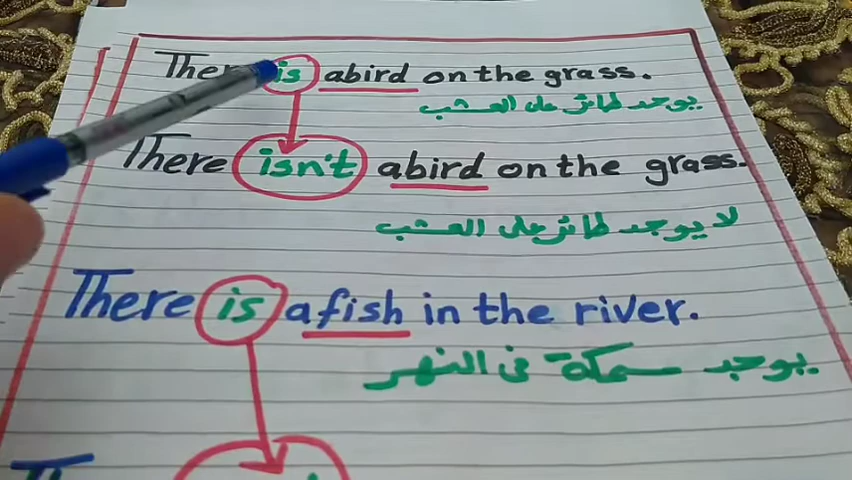 There is abird on the grass.
يوجد طائر على العشب
There isn't abird on the grass.
لا يوجد طائر على العشب
There is afish in the river.
يوجد سمكة فى النهر